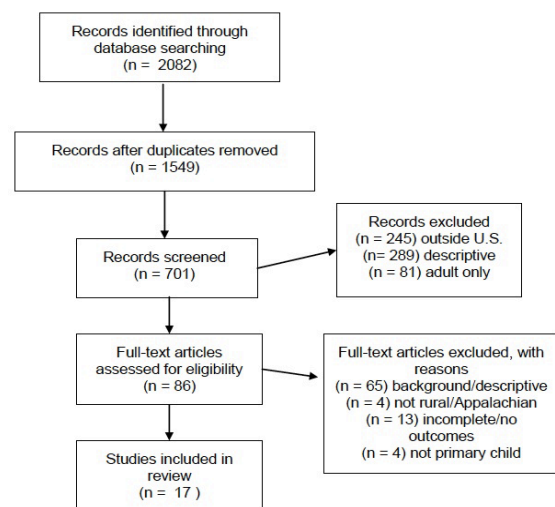 Records identified through
database searching
(n = 2082)
Records after duplicates removed
(n = 1549)
Records screened
(n = 701)
Records excluded
(n = 245) outside U.S.
(n= 289) descriptive
(n = 81) adult only
Full-text articles
assessed for eligibility
(n = 86)
Full-text articles excluded, with
reasons
(n = 65) background/descriptive
(n = 4) not rural/Appalachian
(n = 13) incomplete/no
outcomes
(n = 4) not primary child
Studies included in
review
(n = 17 )